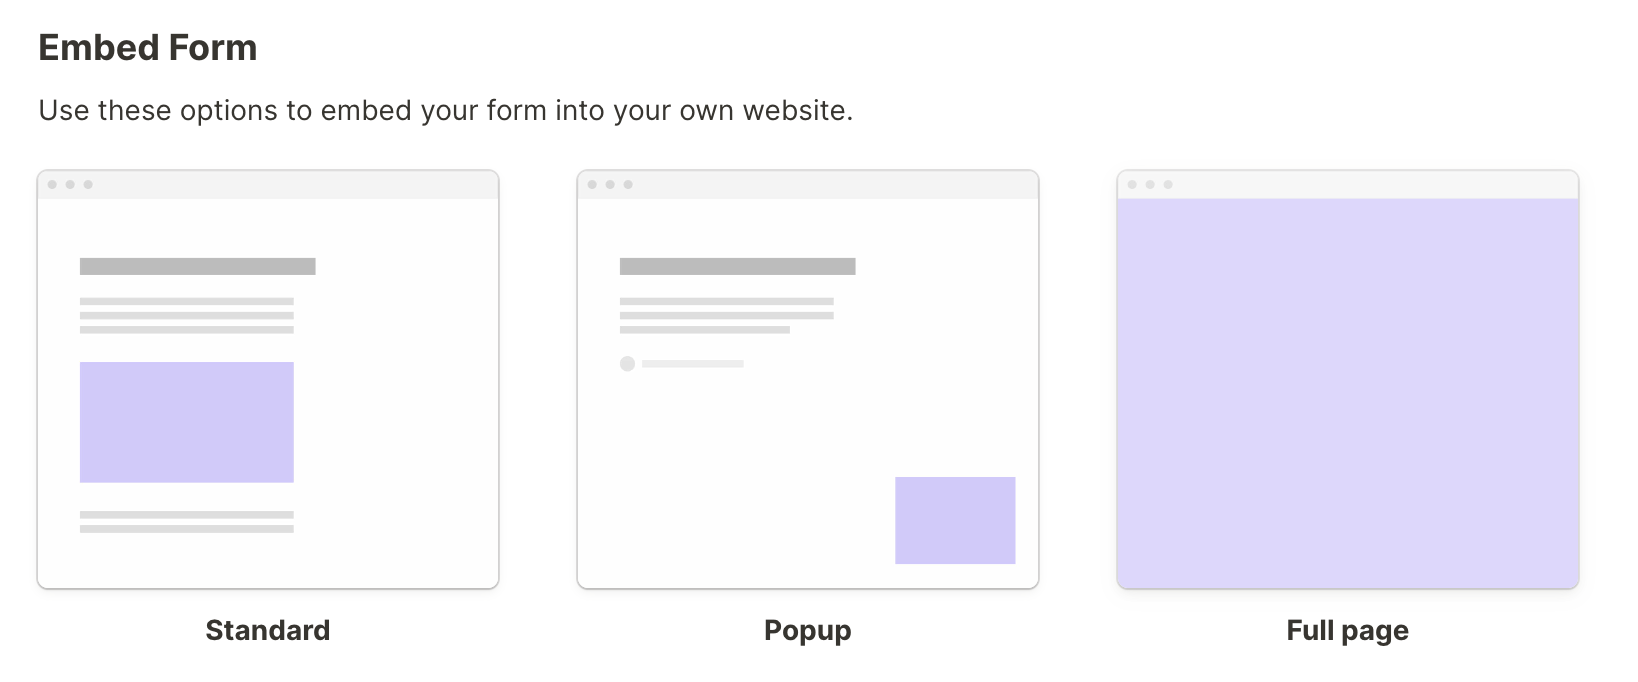 Embed Form
Use these options to embed your form into your own website.
Standard
Popup
Full page